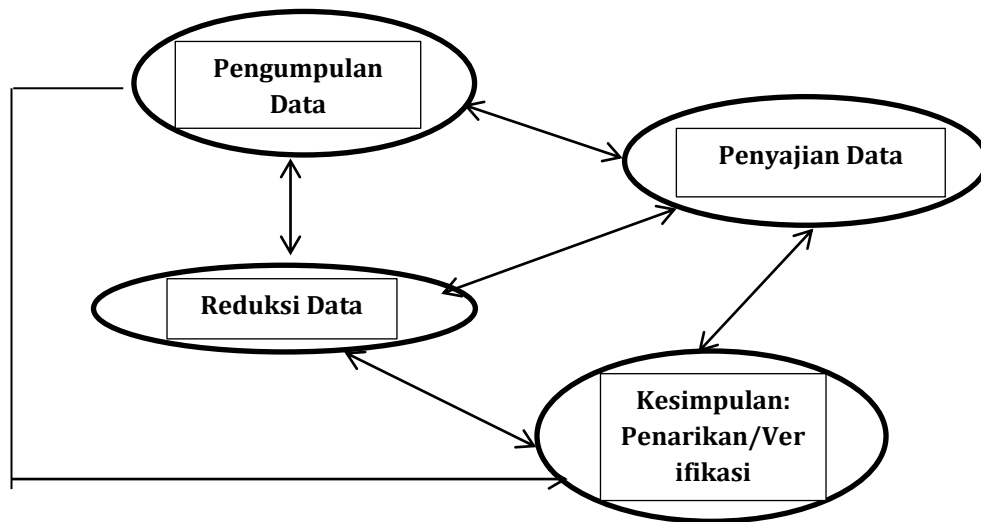 Pengumpulan
Data
Penyajian Data
Reduksi Data
Kesimpulan:
Penarikan/Ver
ifikasi